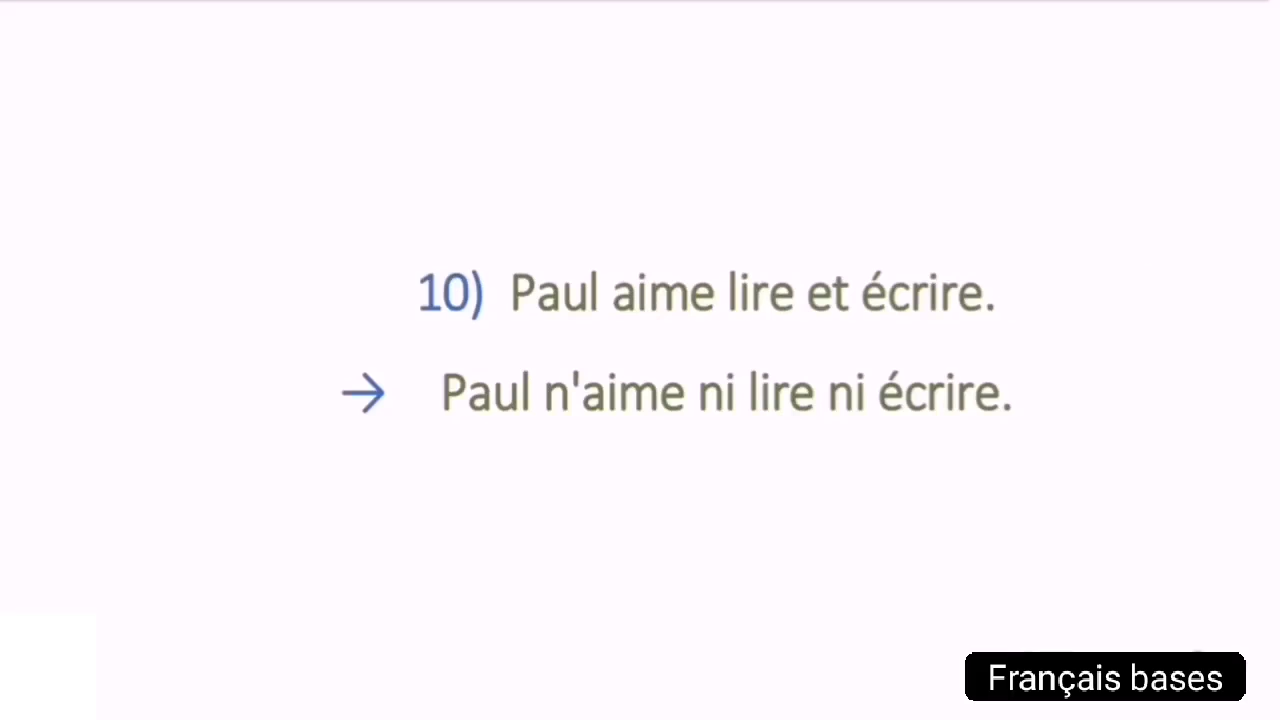 10) Paul aime lire et écrire.
→ Paul n'aime ni lire ni écrire.
Français bases